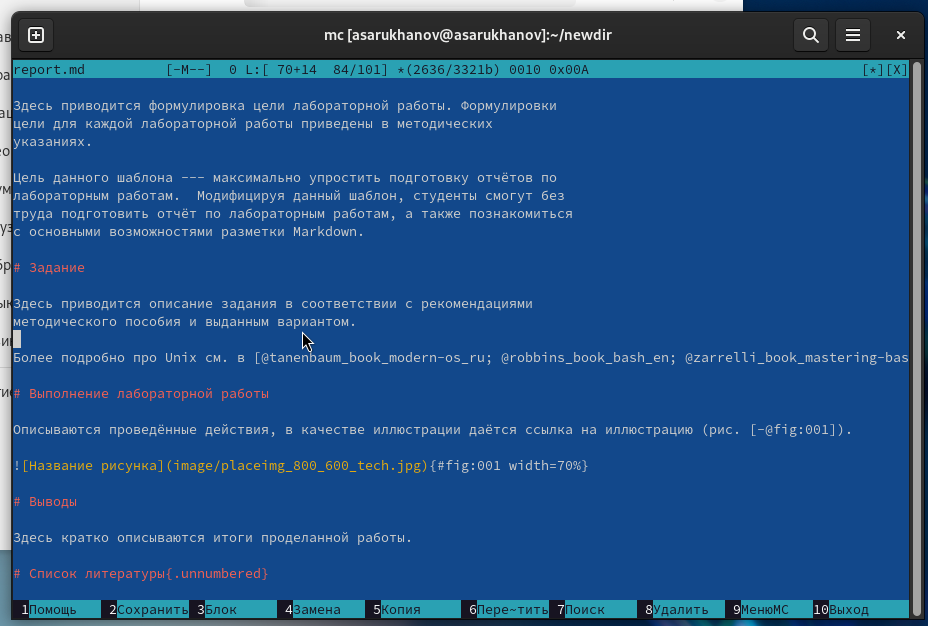 mc [asarukhanov@asarukhanov]:~/newdir
report.md [-M--] 0 L:[ 70+14 84/101] *(2636/3321b) 0010 0x00A [*][X]
Здесь приводится формулировка цели лабораторной работы. Формулировки
цели для каждой лабораторной работы приведены в методических
указаниях.
Цель данного шаблона --- максимально упростить подготовку отчётов по
лабораторным работам.  Модифицируя данный шаблон, студенты смогут без
труда подготовить отчёт по лабораторным работам, а также познакомиться
с основными возможностями разметки Markdown.
# Задание
Здесь приводится описание задания в соответствии с рекомендациями
методического пособия и выданным вариантом.
Более подробно про Unix см. в [@tanenbaum_book_modern-os_ru; @robbins_book_bash_en; @zarrelli_book_mastering-bas
# Выполнение лабораторной работы
Описываются проведённые действия, в качестве иллюстрации даётся ссылка на иллюстрацию (рис. [-@fig:001]).
![Название рисунка](image/placeimg_800_600_tech.jpg){#fig:001 width=70%}
# Выводы
Здесь кратко описываются итоги проделанной работы.
# Список литературы{.unnumbered}
1Помощь 2Сохранить 3Блок 4Замена 5Копия 6Пере~тить 7Поиск 8Удалить 9МенюMC 10Выход